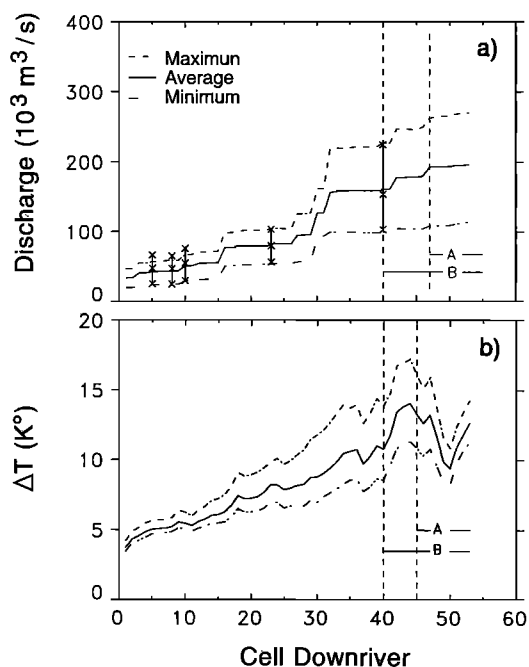 400
a)
Maximun
Average
Minimum
300
200
100
0
A
B
Discharge (10³ m³/s)
20
b)
15
10
5
0
A
B
ΔT (K°)
0 10 20 30 40 50 60
Cell Downriver